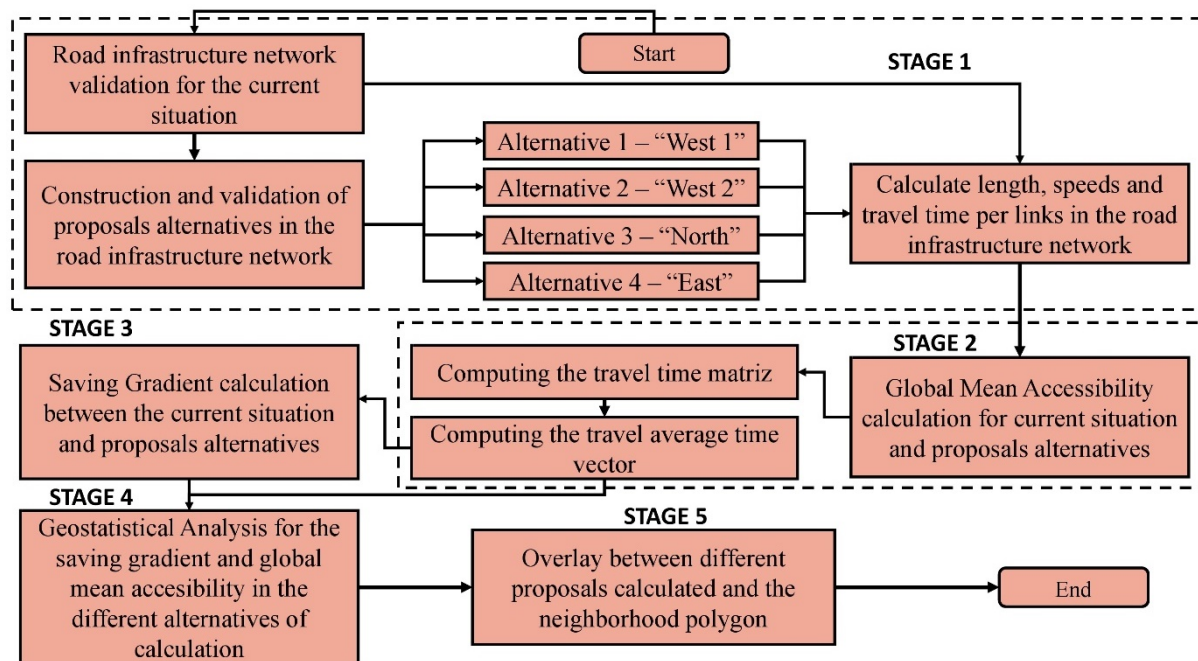 Start
STAGE 1
Road infrastructure network
validation for the current
situation
Construction and validation of
proposals alternatives in the
road infrastructure network
Alternative 1 – “West 1”
Alternative 2 – “West 2”
Alternative 3 – “North”
Alternative 4 – “East”
Calculate length, speeds and
travel time per links in the road
infrastructure network
STAGE 2
Global Mean Accessibility
calculation for current situation
and proposals alternatives
Computing the travel time matriz
Computing the travel average time
vector
STAGE 3
Saving Gradient calculation
between the current situation
and proposals alternatives
STAGE 4
Geostatistical Analysis for the
saving gradient and global
mean accesibility in the
different alternatives of
calculation
STAGE 5
Overlay between different
proposals calculated and the
neighborhood polygon
End